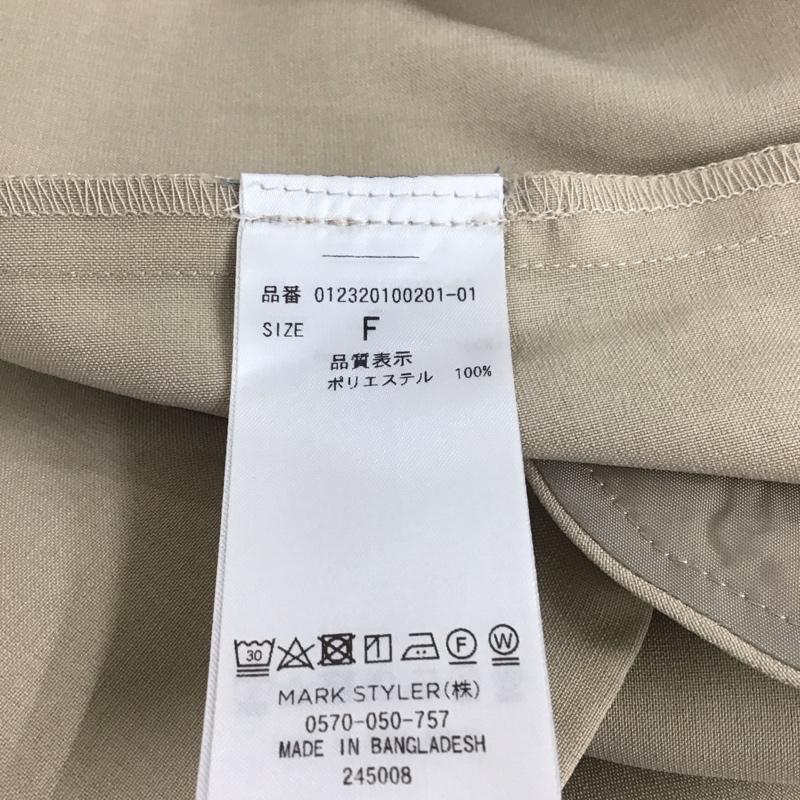 品番 012320100201-01
SIZE F
品質表示
ポリエステル 100%
30 F W
MARK STYLER(株)
0570-050-757
MADE IN BANGLADESH
245008